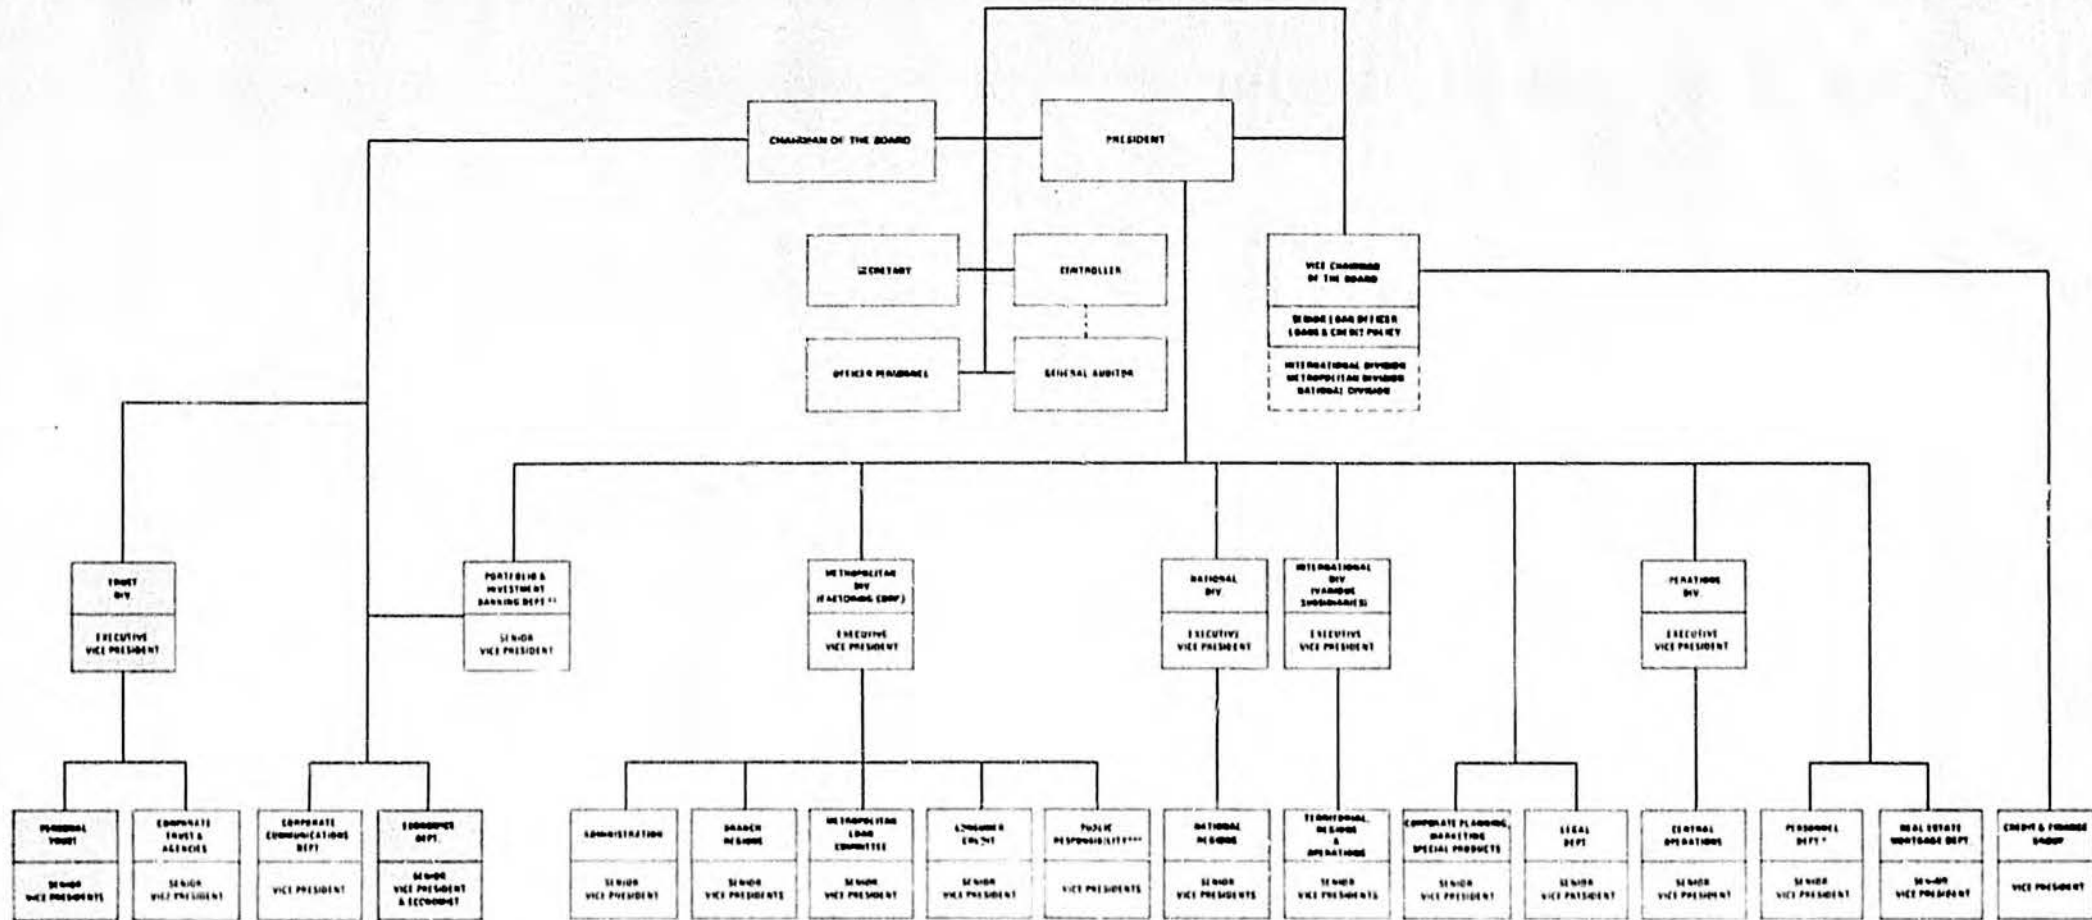 CHAIRMAN OF THE BOARD
PRESIDENT
SECRETARY
CONTROLLER
VICE CHAIRMAN
OF THE BOARD
SENIOR LOAN OFFICER
LOANS & CREDIT POLICY
INTERNATIONAL DIVISION
METROPOLITAN DIVISION
NATIONAL DIVISION
OFFICER PERSONNEL
GENERAL AUDITOR
TRUST
DIV.
EXECUTIVE
VICE PRESIDENT
PORTFOLIO &
INVESTMENT
BANKING DEPT.**
SENIOR
VICE PRESIDENT
METROPOLITAN
DIV
(FACTORING CORP.)
EXECUTIVE
VICE PRESIDENT
NATIONAL
DIV.
EXECUTIVE
VICE PRESIDENT
INTERNATIONAL
DIV
(VARIOUS
SUBSIDIARIES)
EXECUTIVE
VICE PRESIDENT
PERATIONS
DIV.
EXECUTIVE
VICE PRESIDENT
PERSONAL
TRUST
SENIOR
VICE PRESIDENTS
CORPORATE
TRUST &
AGENCIES
SENIOR
VICE PRESIDENT
CORPORATE
COMMUNICATIONS
DEPT.
VICE PRESIDENT
ECONOMICS
DEPT.
SENIOR
VICE PRESIDENT
& ECONOMIST
ADMINISTRATION
SENIOR
VICE PRESIDENT
BRANCH
REGIONS
SENIOR
VICE PRESIDENTS
METROPOLITAN
LOAN
COMMITTEE
SENIOR
VICE PRESIDENT
CONSUMER
CREDIT
SENIOR
VICE PRESIDENT
PUBLIC
RESPONSIBILITY***
VICE PRESIDENTS
NATIONAL
REGIONS
SENIOR
VICE PRESIDENTS
TERRITORIAL,
REGIONS
&
OPERATIONS
SENIOR
VICE PRESIDENTS
CORPORATE PLANNING,
MARKETING
SPECIAL PRODUCTS
SENIOR
VICE PRESIDENT
LEGAL
DEPT
SENIOR
VICE PRESIDENT
CENTRAL
OPERATIONS
SENIOR
VICE PRESIDENT
PERSONNEL
DEPT.*
SENIOR
VICE PRESIDENT
REAL ESTATE
MORTGAGE DEPT.
SENIOR
VICE PRESIDENT
CREDIT & FINANCE
GROUP
VICE PRESIDENT